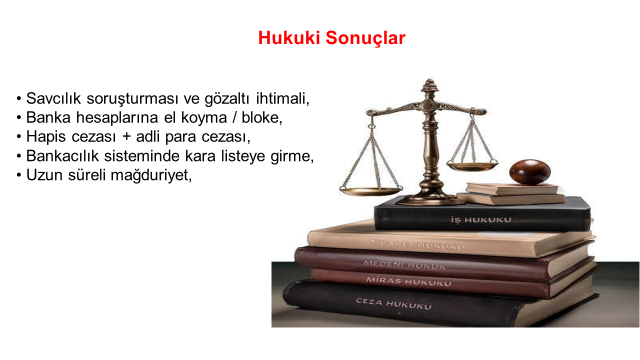 Hukuki Sonuçlar
• Savcılık soruşturması ve gözaltı ihtimali,
• Banka hesaplarına el koyma / bloke,
• Hapis cezası + adli para cezası,
• Bankacılık sisteminde kara listeye girme,
• Uzun süreli mağduriyet,
İŞ HUKUKU
TİCARET HUKUKU
MEDENİ HUKUK
MİRAS HUKUKU
CEZA HUKUKU